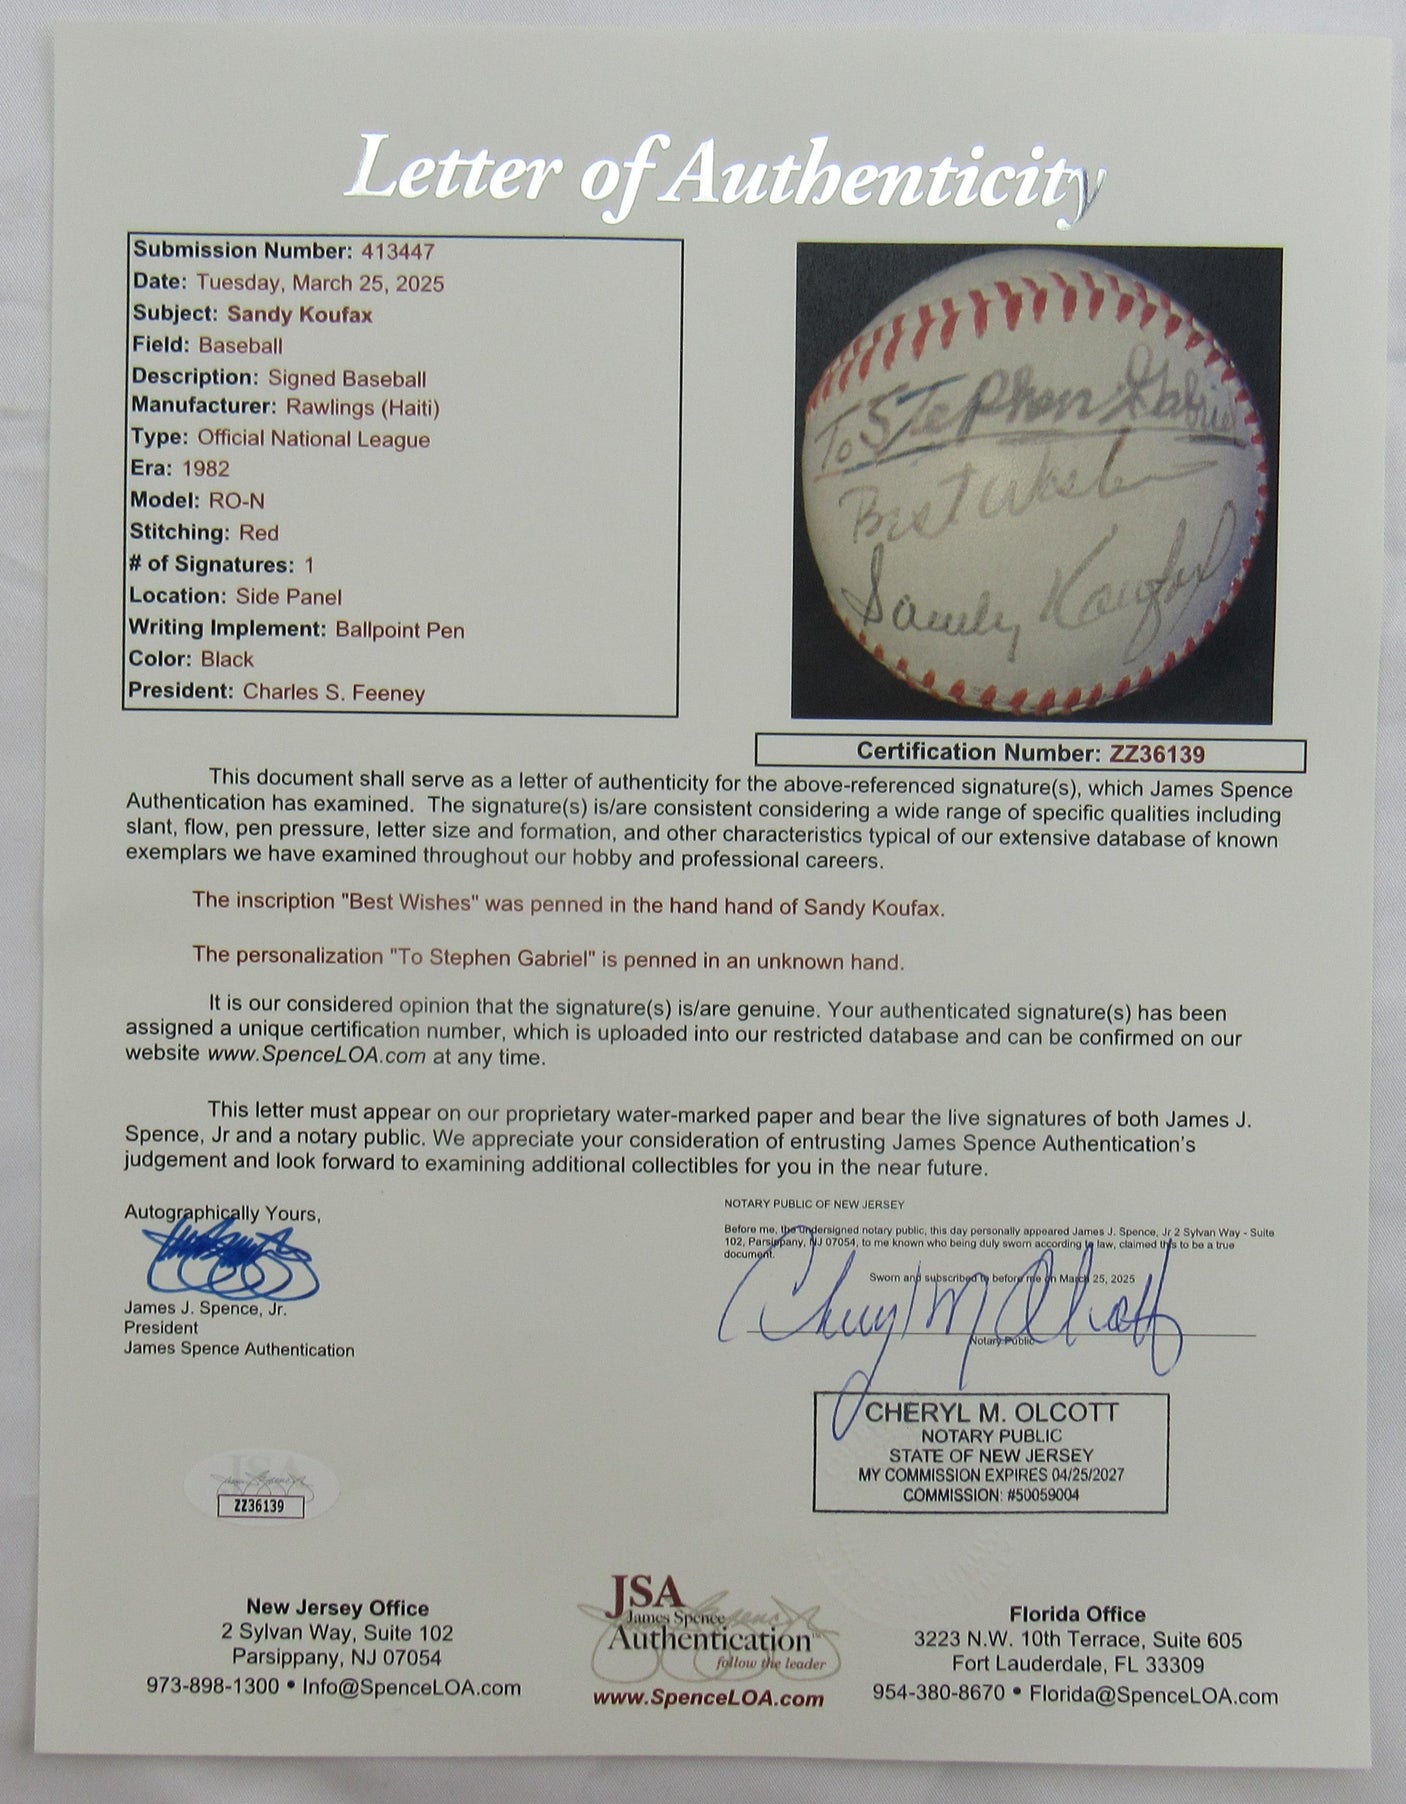 Letter of Authenticity
Submission Number: 413447
Date: Tuesday, March 25, 2025
Subject: Sandy Koufax
Field: Baseball
Description: Signed Baseball
Manufacturer: Rawlings (Haiti)
Type: Official National League
Era: 1982
Model: RO-N
Stitching: Red
# of Signatures: 1
Location: Side Panel
Writing Implement: Ballpoint Pen
Color: Black
President: Charles S. Feeney
To Stephen Gabriel
Best Wishes
Sandy Koufax
Certification Number: ZZ36139
This document shall serve as a letter of authenticity for the above-referenced signature(s), which James Spence
Authentication has examined. The signature(s) is/are consistent considering a wide range of specific qualities including
slant, flow, pen pressure, letter size and formation, and other characteristics typical of our extensive database of known
exemplars we have examined throughout our hobby and professional careers.
The inscription "Best Wishes" was penned in the hand hand of Sandy Koufax.
The personalization "To Stephen Gabriel" is penned in an unknown hand.
It is our considered opinion that the signature(s) is/are genuine. Your authenticated signature(s) has been
assigned a unique certification number, which is uploaded into our restricted database and can be confirmed on our
website www.SpenceLOA.com at any time.
This letter must appear on our proprietary water-marked paper and bear the live signatures of both James J.
Spence, Jr and a notary public. We appreciate your consideration of entrusting James Spence Authentication's
judgement and look forward to examining additional collectibles for you in the near future.
Autographically Yours,
James J. Spence, Jr.
President
James Spence Authentication
NOTARY PUBLIC OF NEW JERSEY
Before me, the undersigned notary public, this day personally appeared James J. Spence, Jr 2 Sylvan Way - Suite
102, Parsippany, NJ 07054, to me known who being duly sworn according to law, claimed this to be a true
document.
Sworn and subscribed to before me on March 25, 2025
Cheryl M Olcott
Notary Public
CHERYL M. OLCOTT
NOTARY PUBLIC
STATE OF NEW JERSEY
MY COMMISSION EXPIRES 04/25/2027
COMMISSION: #50059004
JSA
ZZ36139
New Jersey Office
2 Sylvan Way, Suite 102
Parsippany, NJ 07054
973-898-1300 • Info@SpenceLOA.com
JSA
James Spence
Authentication™
follow the leader
www.SpenceLOA.com
Florida Office
3223 N.W. 10th Terrace, Suite 605
Fort Lauderdale, FL 33309
954-380-8670 • Florida@SpenceLOA.com